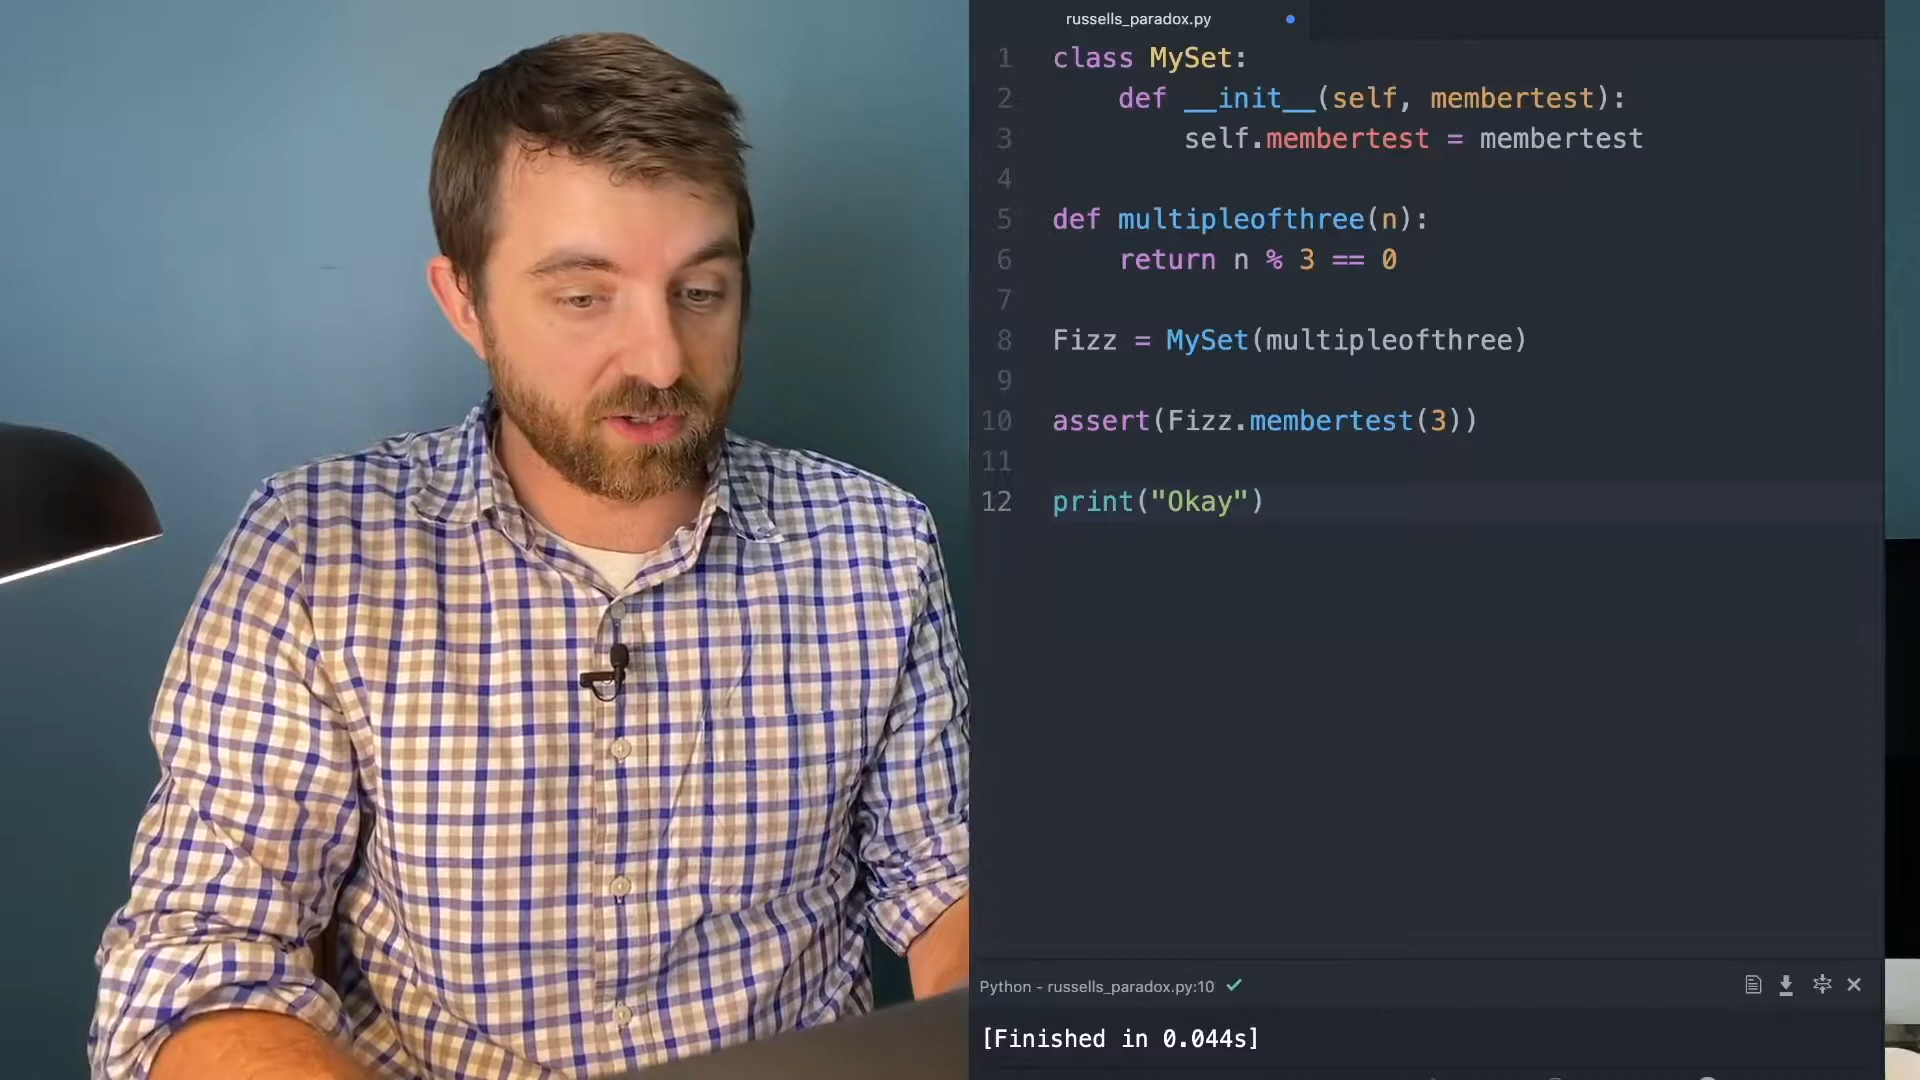 russells_paradox.py
1 class MySet:
2 def __init__(self, membertest):
3 self.membertest = membertest
4
5 def multipleofthree(n):
6 return n % 3 == 0
7
8 Fizz = MySet(multipleofthree)
9
10 assert(Fizz.membertest(3))
11
12 print("Okay")
Python - russells_paradox.py:10
[Finished in 0.044s]